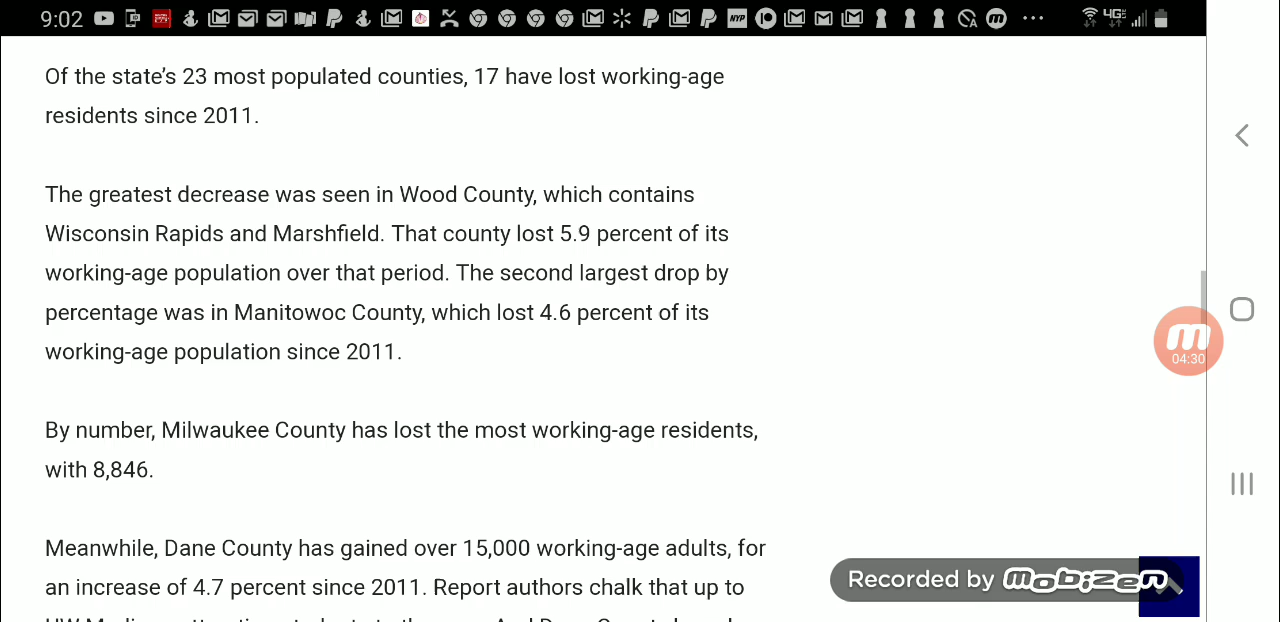 9:02
NYP
4G
Of the state’s 23 most populated counties, 17 have lost working-age
residents since 2011.
The greatest decrease was seen in Wood County, which contains
Wisconsin Rapids and Marshfield. That county lost 5.9 percent of its
working-age population over that period. The second largest drop by
percentage was in Manitowoc County, which lost 4.6 percent of its
working-age population since 2011.
04:30
By number, Milwaukee County has lost the most working-age residents,
with 8,846.
Meanwhile, Dane County has gained over 15,000 working-age adults, for
an increase of 4.7 percent since 2011. Report authors chalk that up to
Recorded by mobizen